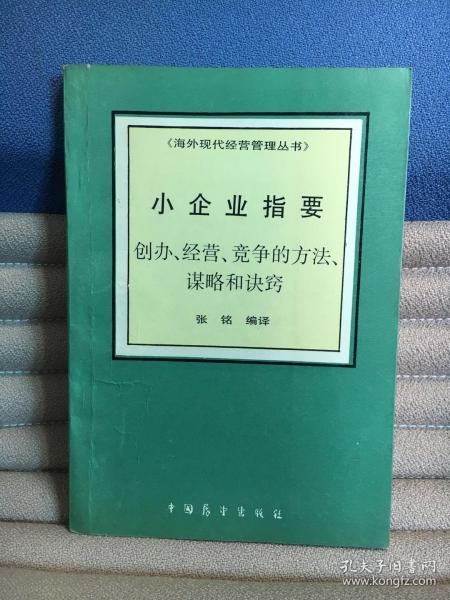 《海外现代经营管理丛书》
小企业指要
创办、经营、竞争的方法、
谋略和诀窍
张铭 编译
中国展望出版社
孔夫子旧书网
www.kongfz.com